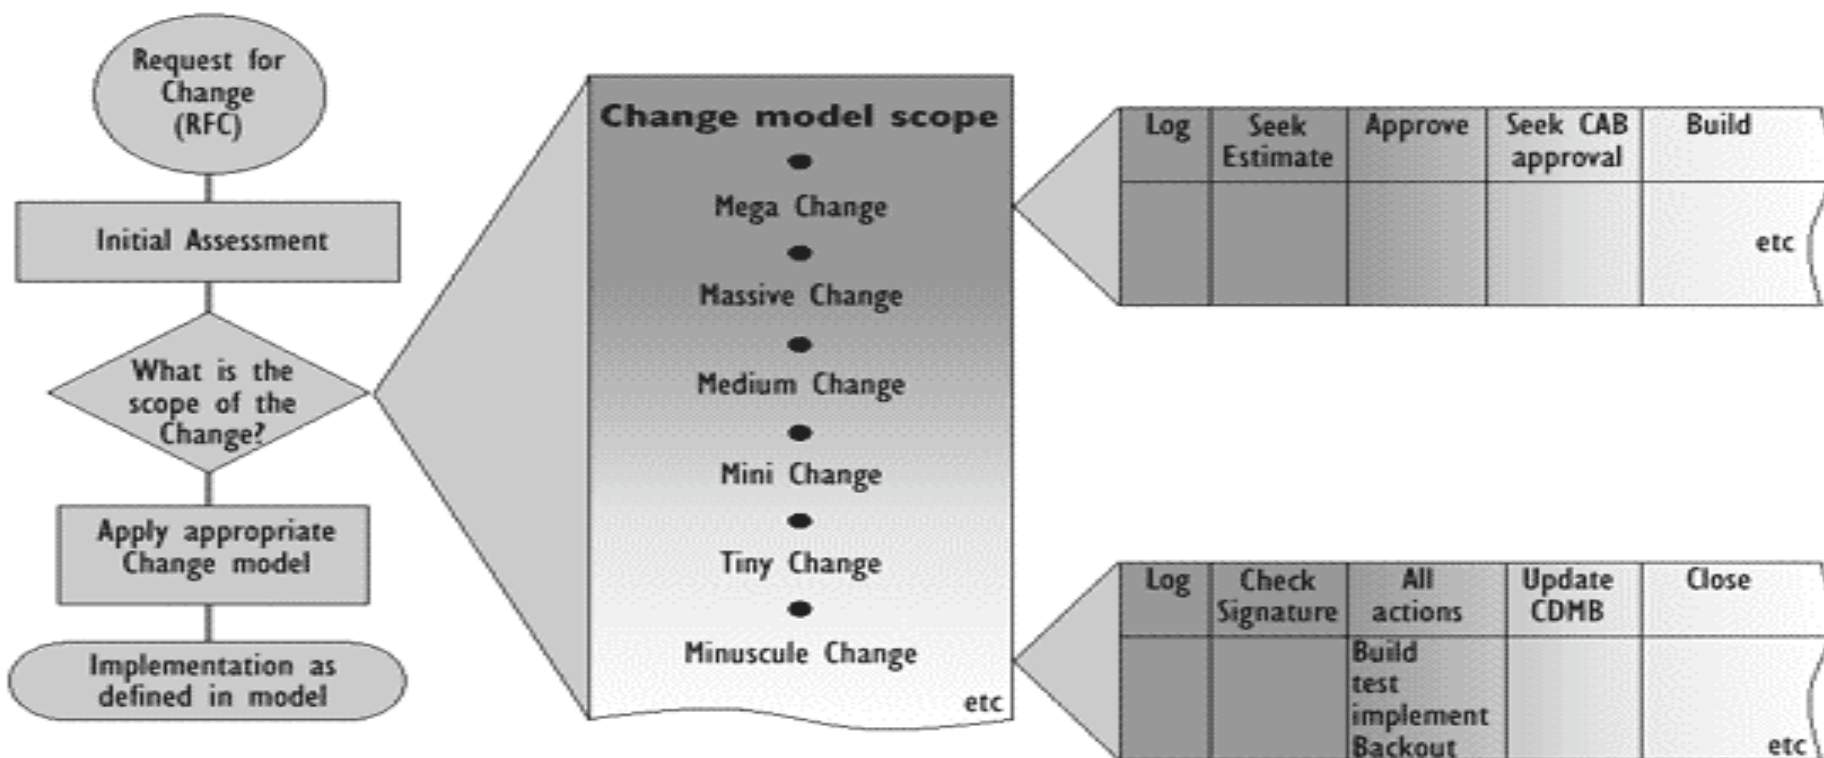 Request for
Change
(RFC)
Initial Assessment
What is the
scope of the
Change?
Apply appropriate
Change model
Implementation as
defined in model
Change model scope
Mega Change
Massive Change
Medium Change
Mini Change
Tiny Change
Minuscule Change
etc
Log
Seek
Estimate
Approve
Seek CAB
approval
Build
etc
Log
Check
Signature
All
actions
Update
CDMB
Close
Build
test
implement
Backout
etc